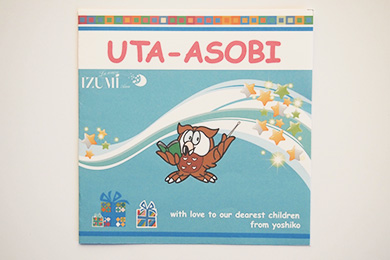 UTA-ASOBI
IZUMI
with love to our dearest children
from yoshiko